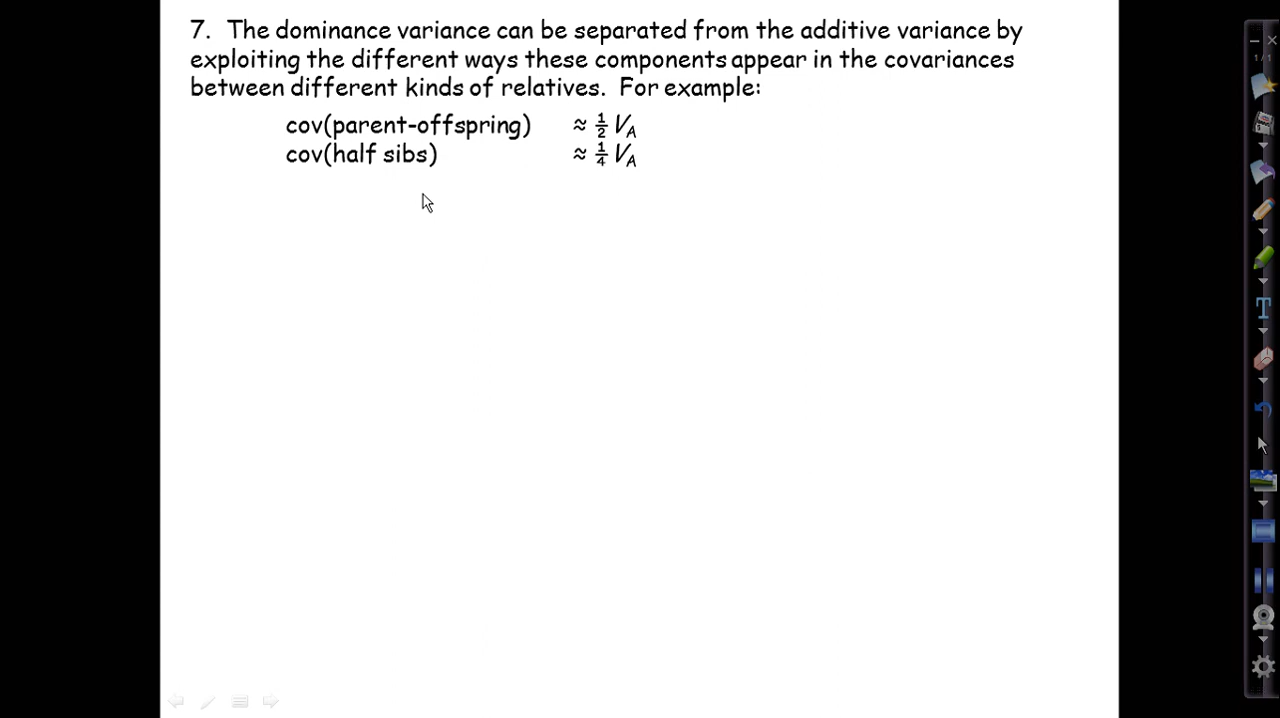 7. The dominance variance can be separated from the additive variance by
exploiting the different ways these components appear in the covariances
between different kinds of relatives. For example:
cov(parent-offspring) ≈ ½ V_A
cov(half sibs) ≈ ¼ V_A
1/1
T